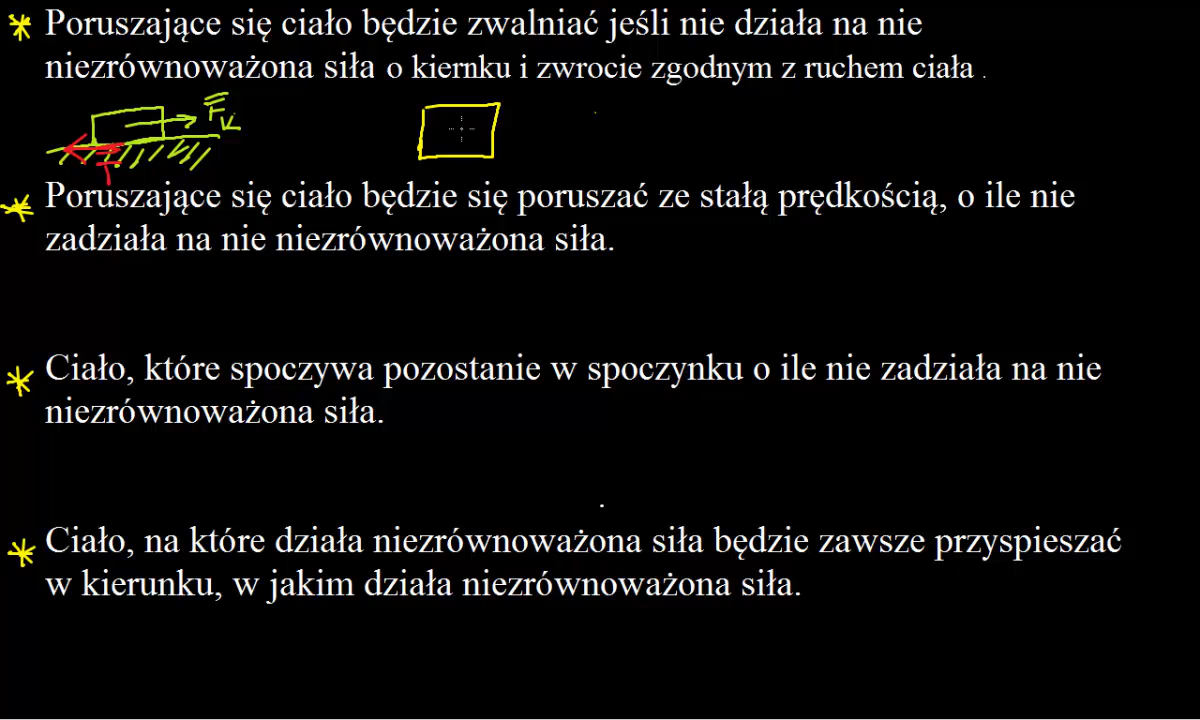 Poruszające się ciało będzie zwalniać jeśli nie działa na nie
niezrównoważona siła o kiernku i zwrocie zgodnym z ruchem ciała .
F
K
T
Poruszające się ciało będzie się poruszać ze stałą prędkością, o ile nie
zadziała na nie niezrównoważona siła.
Ciało, które spoczywa pozostanie w spoczynku o ile nie zadziała na nie
niezrównoważona siła.
Ciało, na które działa niezrównoważona siła będzie zawsze przyspieszać
w kierunku, w jakim działa niezrównoważona siła.